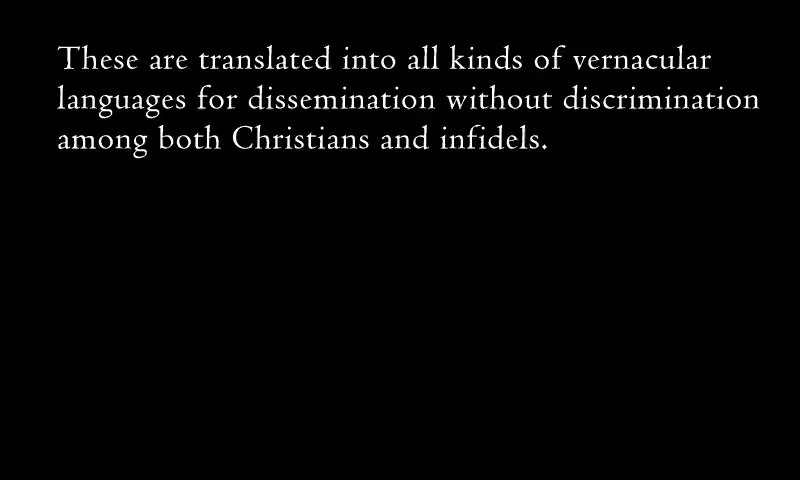 These are translated into all kinds of vernacular
languages for dissemination without discrimination
among both Christians and infidels.